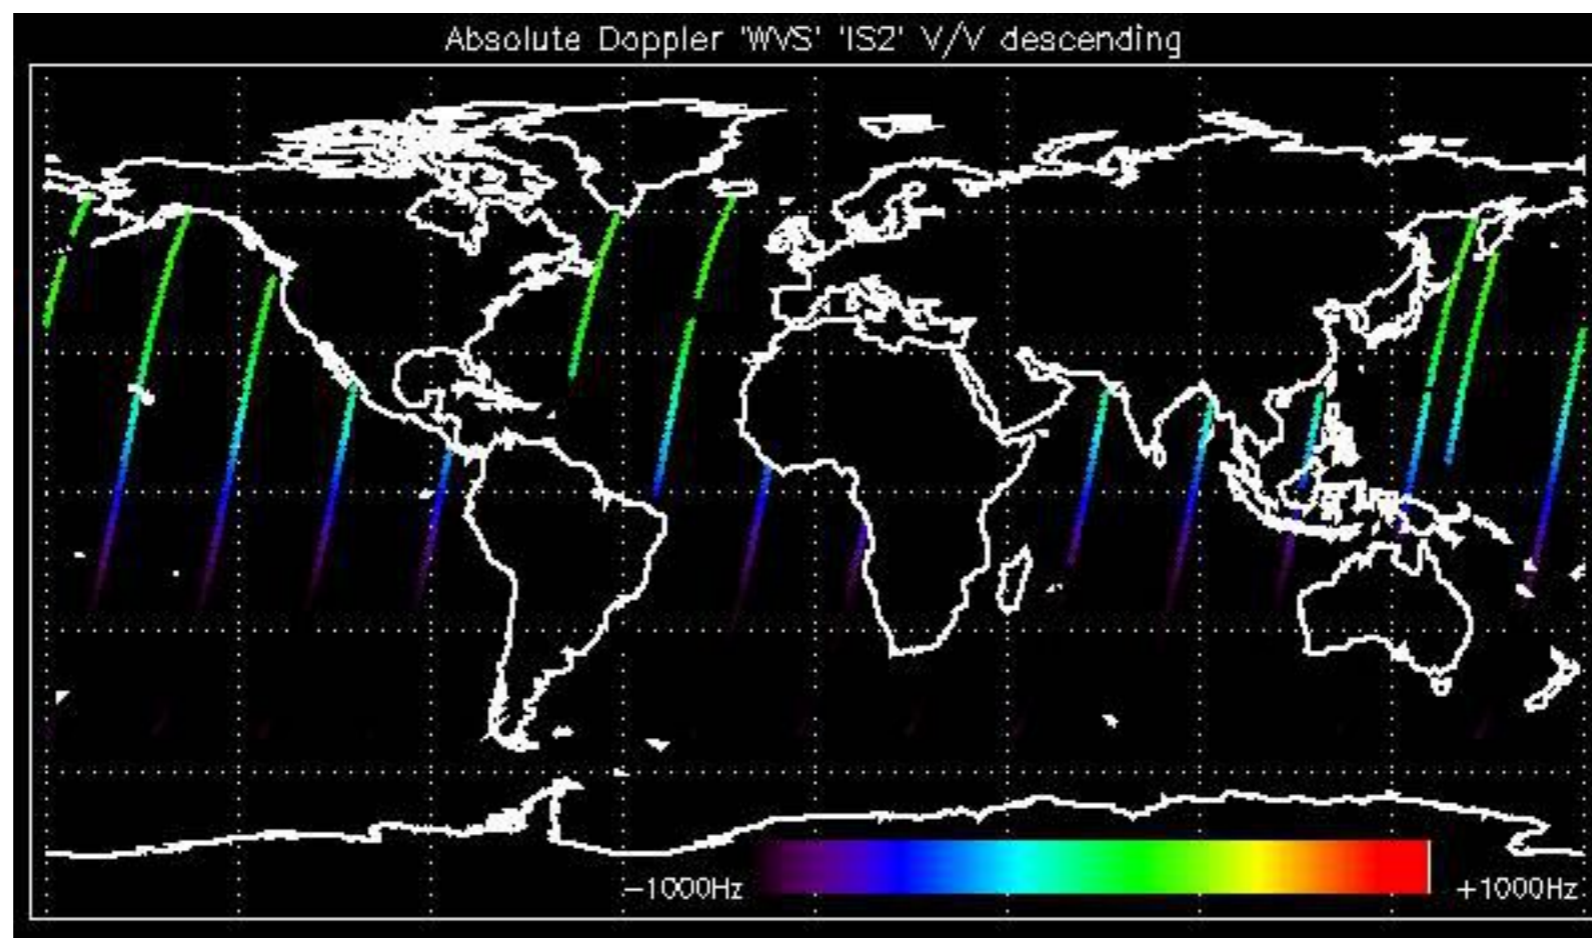 Absolute Doppler 'WVS' 'IS2' V/V descending
-1000Hz +1000Hz